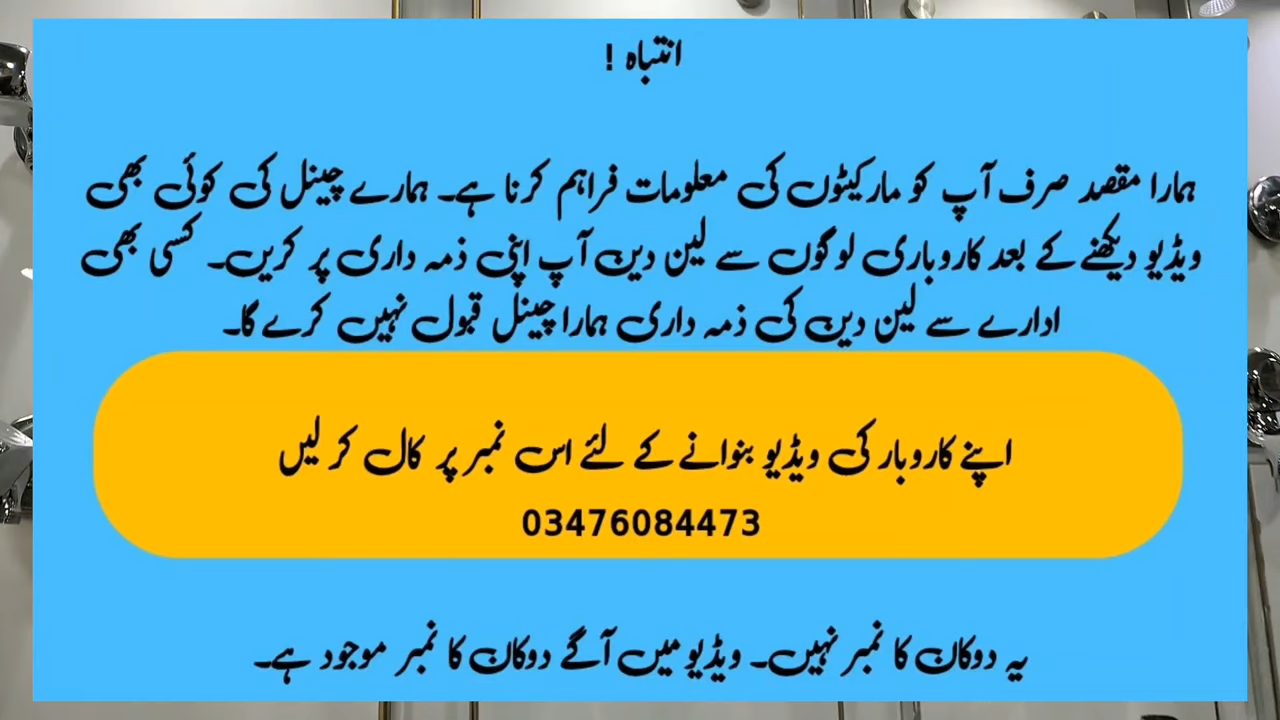 انتباہ !
ہمارا مقصد صرف آپ کو مارکیٹوں کی معلومات فراہم کرنا ہے۔ ہمارے چینل کی کوئی بھی
ویڈیو دیکھنے کے بعد کاروباری لوگوں سے لین دین آپ اپنی ذمہ داری پر کریں۔ کسی بھی
ادارے سے لین دین کی ذمہ داری ہمارا چینل قبول نہیں کرے گا۔
اپنے کاروبار کی ویڈیو بنوانے کے لئے اس نمبر پر کال کر لیں
03476084473
یہ دوکان کا نمبر نہیں۔ ویڈیو میں آگے دوکان کا نمبر موجود ہے۔